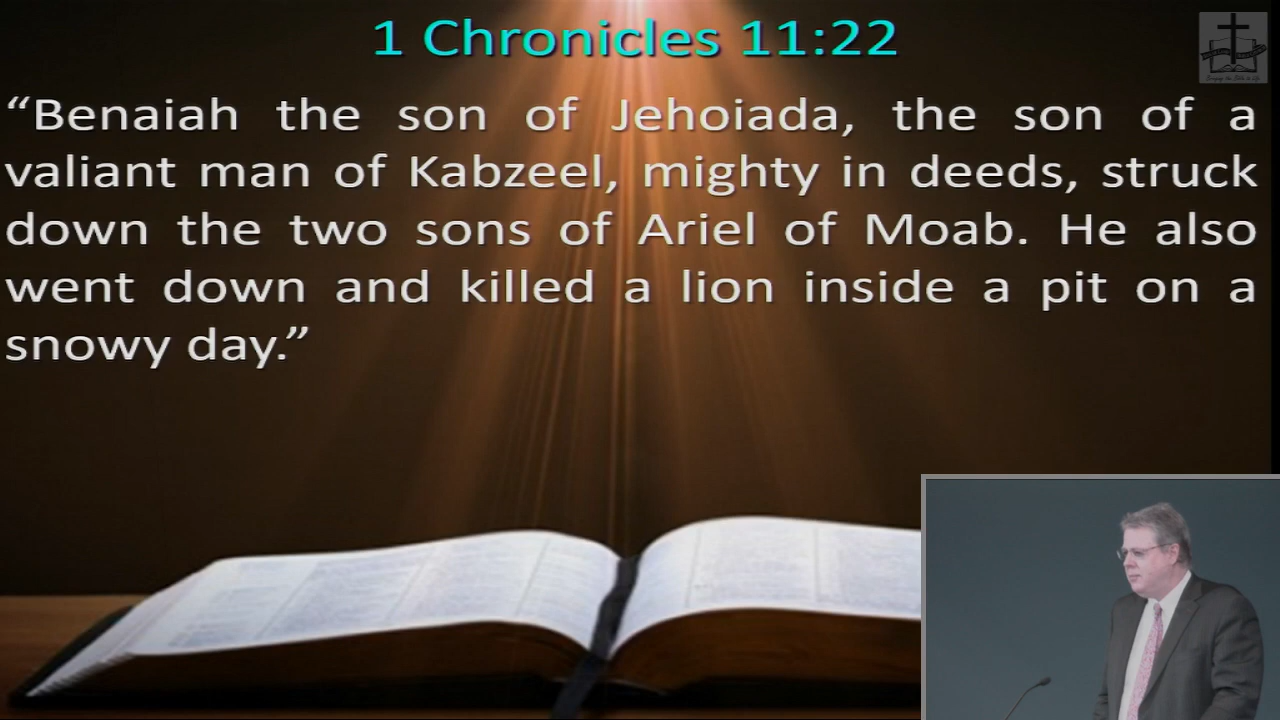 1 Chronicles 11:22
“Benaiah the son of Jehoiada, the son of a
valiant man of Kabzeel, mighty in deeds, struck
down the two sons of Ariel of Moab. He also
went down and killed a lion inside a pit on a
snowy day.”